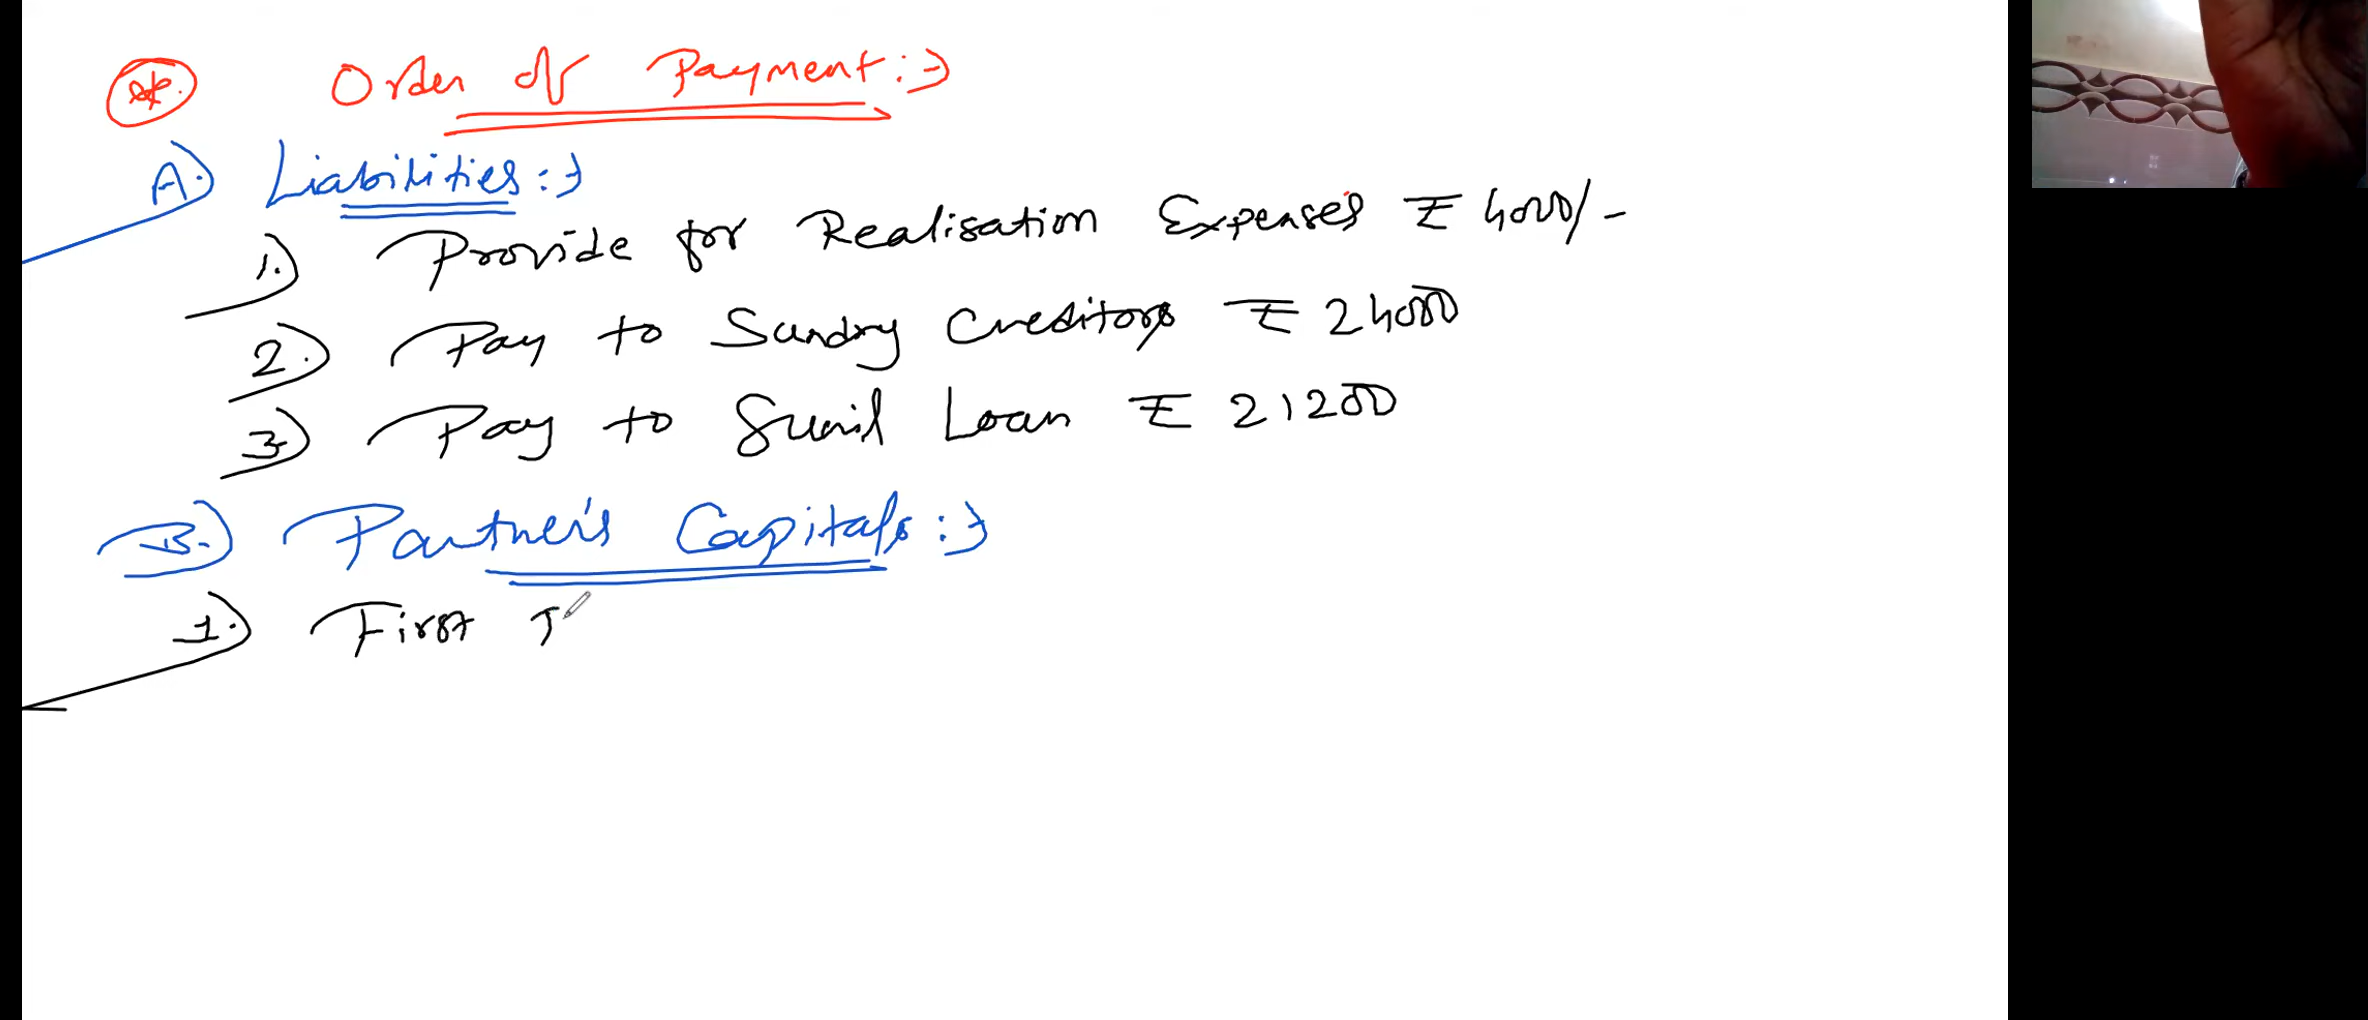 * Order of Payment :-
A.) Liabilities :-
1.) Provide for Realisation Expenses ₹ 4000/-
2.) Pay to Sundry Creditors ₹ 24000
3.) Pay to Sunil Loan ₹ 21200
B.) Partner's Capitals :-
1.) First